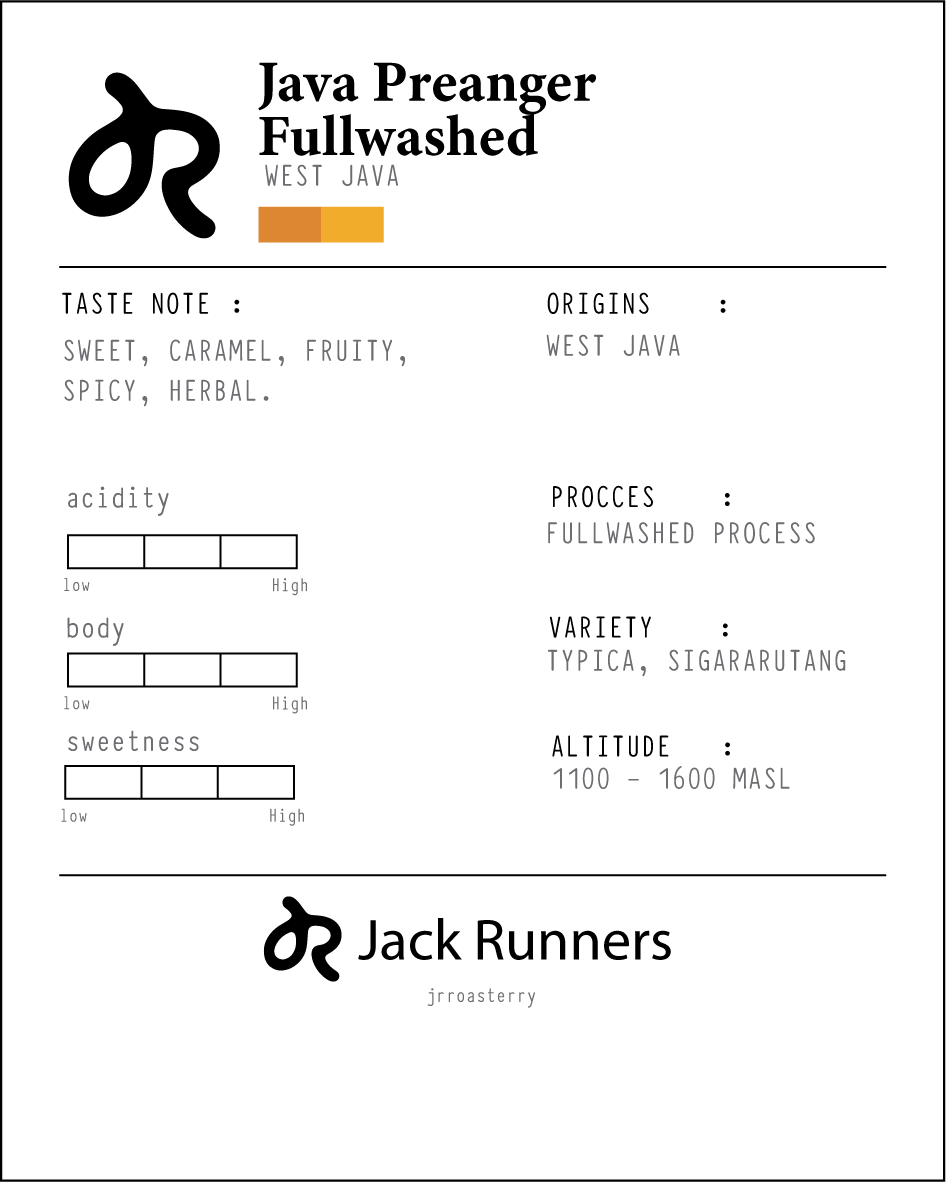 Java Preanger
Fullwashed
WEST JAVA
TASTE NOTE :
SWEET, CARAMEL, FRUITY,
SPICY, HERBAL.
ORIGINS :
WEST JAVA
acidity
low High
body
low High
sweetness
low High
PROCCES :
FULLWASHED PROCESS
VARIETY :
TYPICA, SIGARARUTANG
ALTITUDE :
1100 - 1600 MASL
Jack Runners
jrroasterry